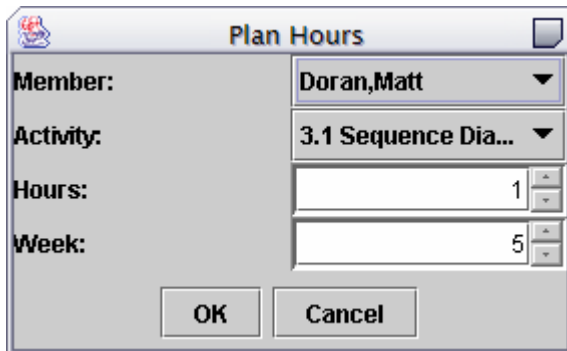 Plan Hours
Member: Doran,Matt
Activity: 3.1 Sequence Dia...
Hours: 1
Week: 5
OK Cancel